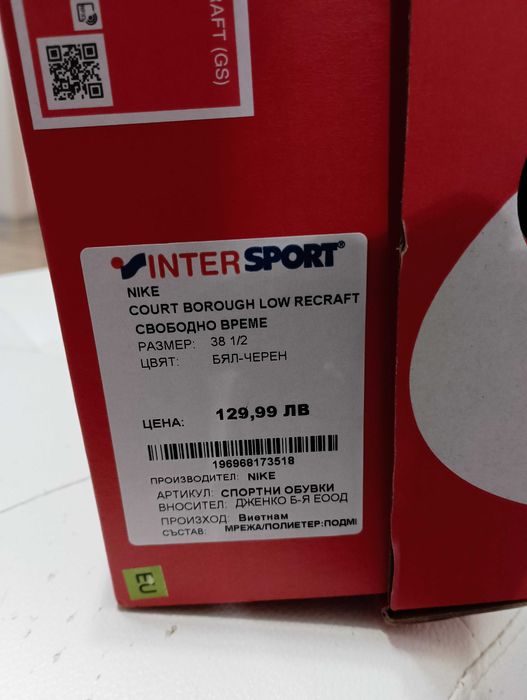 RAFT (GS)
INTERSPORT®
NIKE
COURT BOROUGH LOW RECRAFT
СВОБОДНО ВРЕМЕ
РАЗМЕР: 38 1/2
ЦВЯТ: БЯЛ-ЧЕРЕН
ЦЕНА: 129,99 ЛВ
196968173518
ПРОИЗВОДИТЕЛ: NIKE
АРТИКУЛ: СПОРТНИ ОБУВКИ
ВНОСИТЕЛ: ДЖЕНКО Б-Я ЕООД
ПРОИЗХОД: Виетнам
СЪСТАВ: МРЕЖА/ПОЛИЕТЕР:ПОДМ
EU